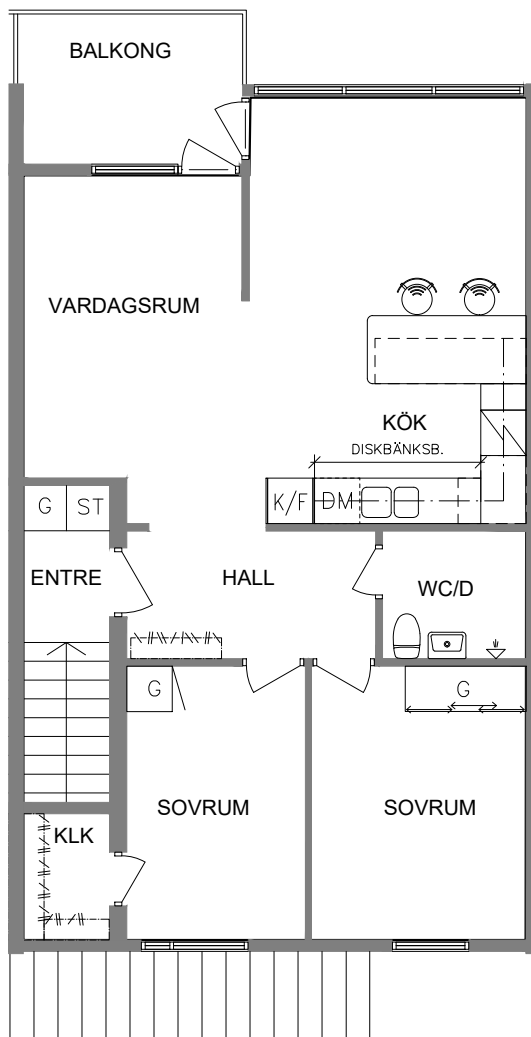 BALKONG
VARDAGSRUM
KÖK
DISKBÄNKSB.
K/F DM
G ST
ENTRE
HALL
WC/D
G
G
SOVRUM
SOVRUM
KLK